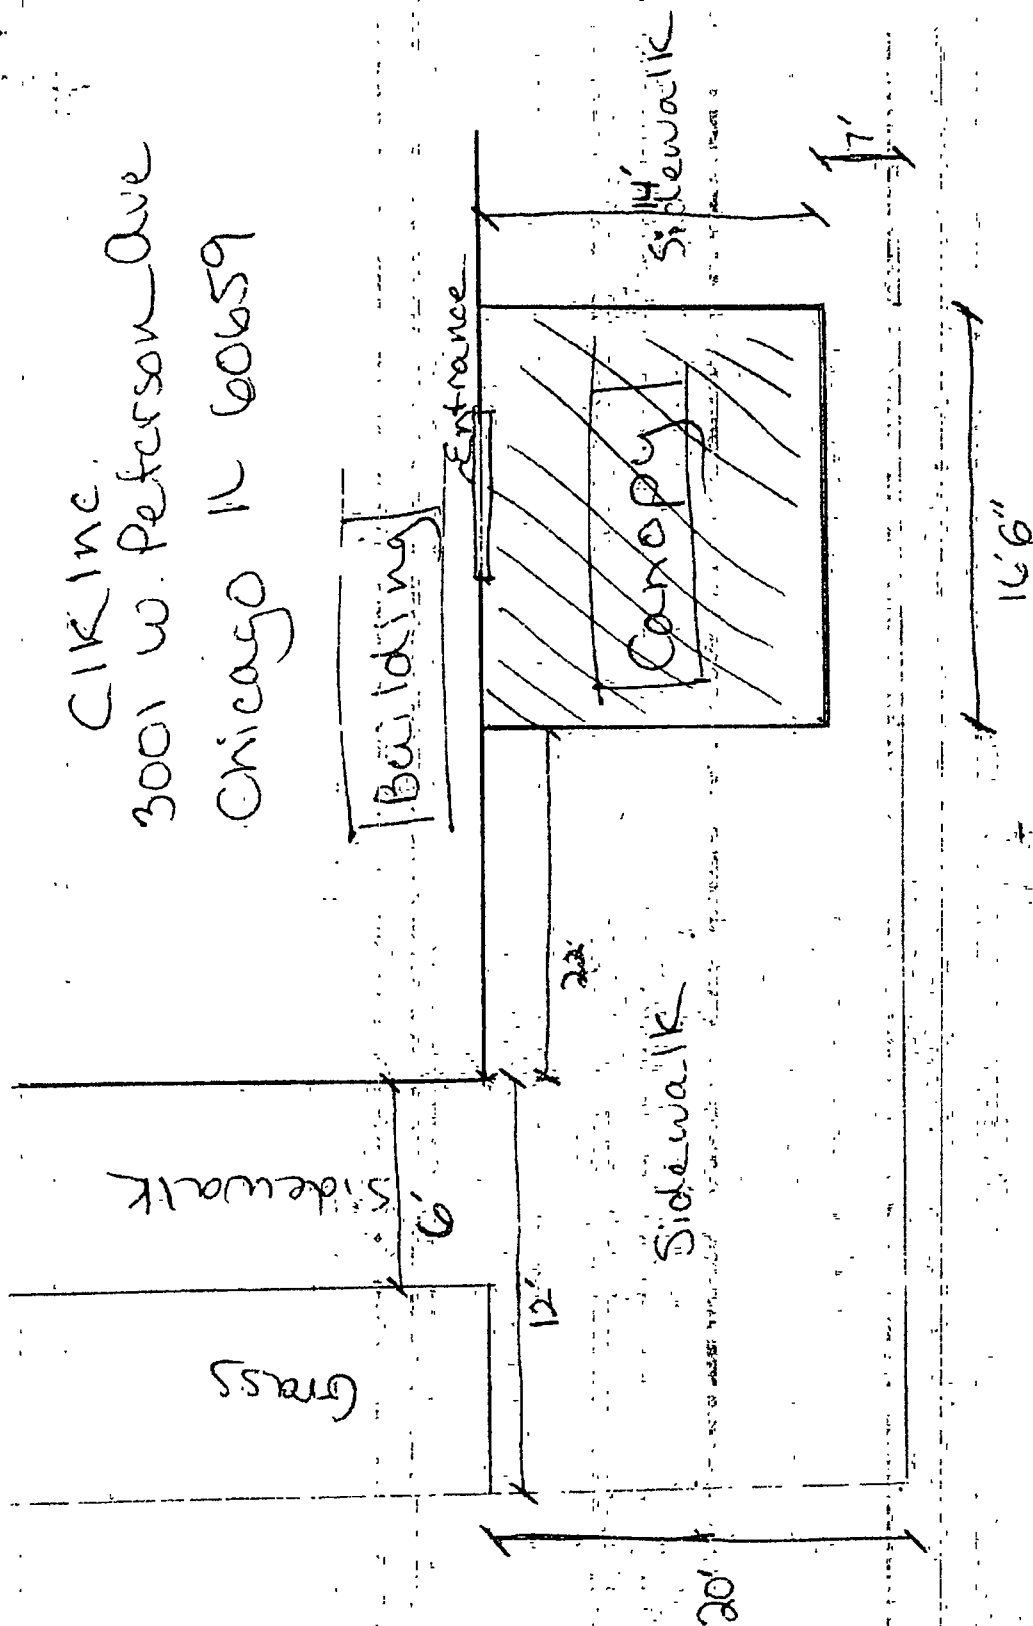 CIK Inc.
3001 W. Peterson Ave
Chicago IL 60659
Building
Entrance
Canopy
14'
Sidewalk
7'
16'6"
22'
Sidewalk
6'
Sidewalk
12'
Grass
20'